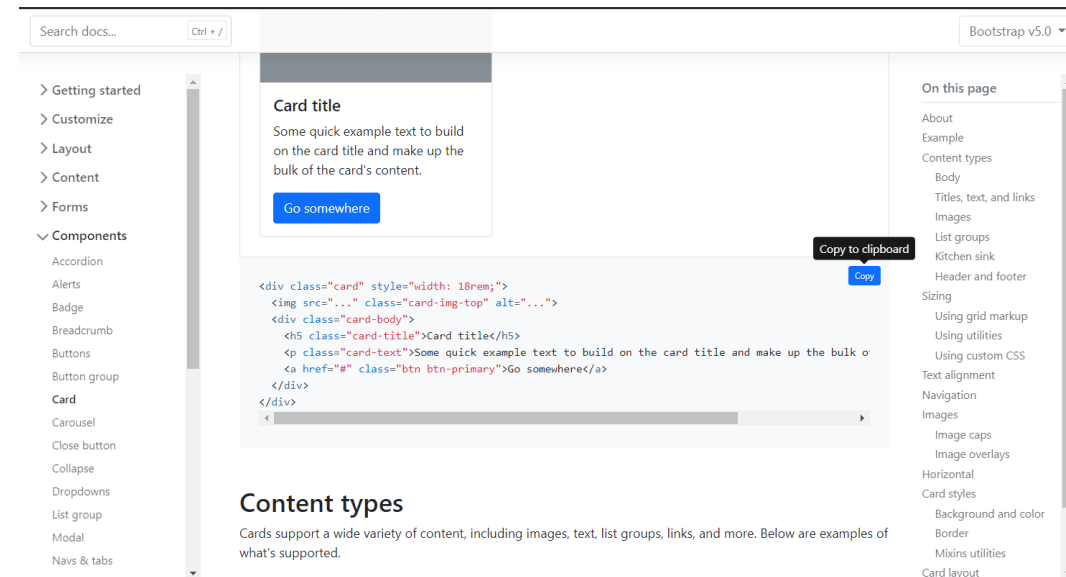 Search docs...
Ctrl + /
Bootstrap v5.0
Getting started
Customize
Layout
Content
Forms
Components
Accordion
Alerts
Badge
Breadcrumb
Buttons
Button group
Card
Carousel
Close button
Collapse
Dropdowns
List group
Modal
Navs & tabs
Card title
Some quick example text to build
on the card title and make up the
bulk of the card's content.
Go somewhere
Copy to clipboard
Copy
<div class="card" style="width: 18rem;">
<img src="..." class="card-img-top" alt="...">
<div class="card-body">
<h5 class="card-title">Card title</h5>
<p class="card-text">Some quick example text to build on the card title and make up the bulk
<a href="#" class="btn btn-primary">Go somewhere</a>
</div>
</div>
Content types
Cards support a wide variety of content, including images, text, list groups, links, and more. Below are examples of
what's supported.
On this page
About
Example
Content types
Body
Titles, text, and links
Images
List groups
Kitchen sink
Header and footer
Sizing
Using grid markup
Using utilities
Using custom CSS
Text alignment
Navigation
Images
Image caps
Image overlays
Horizontal
Card styles
Background and color
Border
Mixins utilities
Card layout